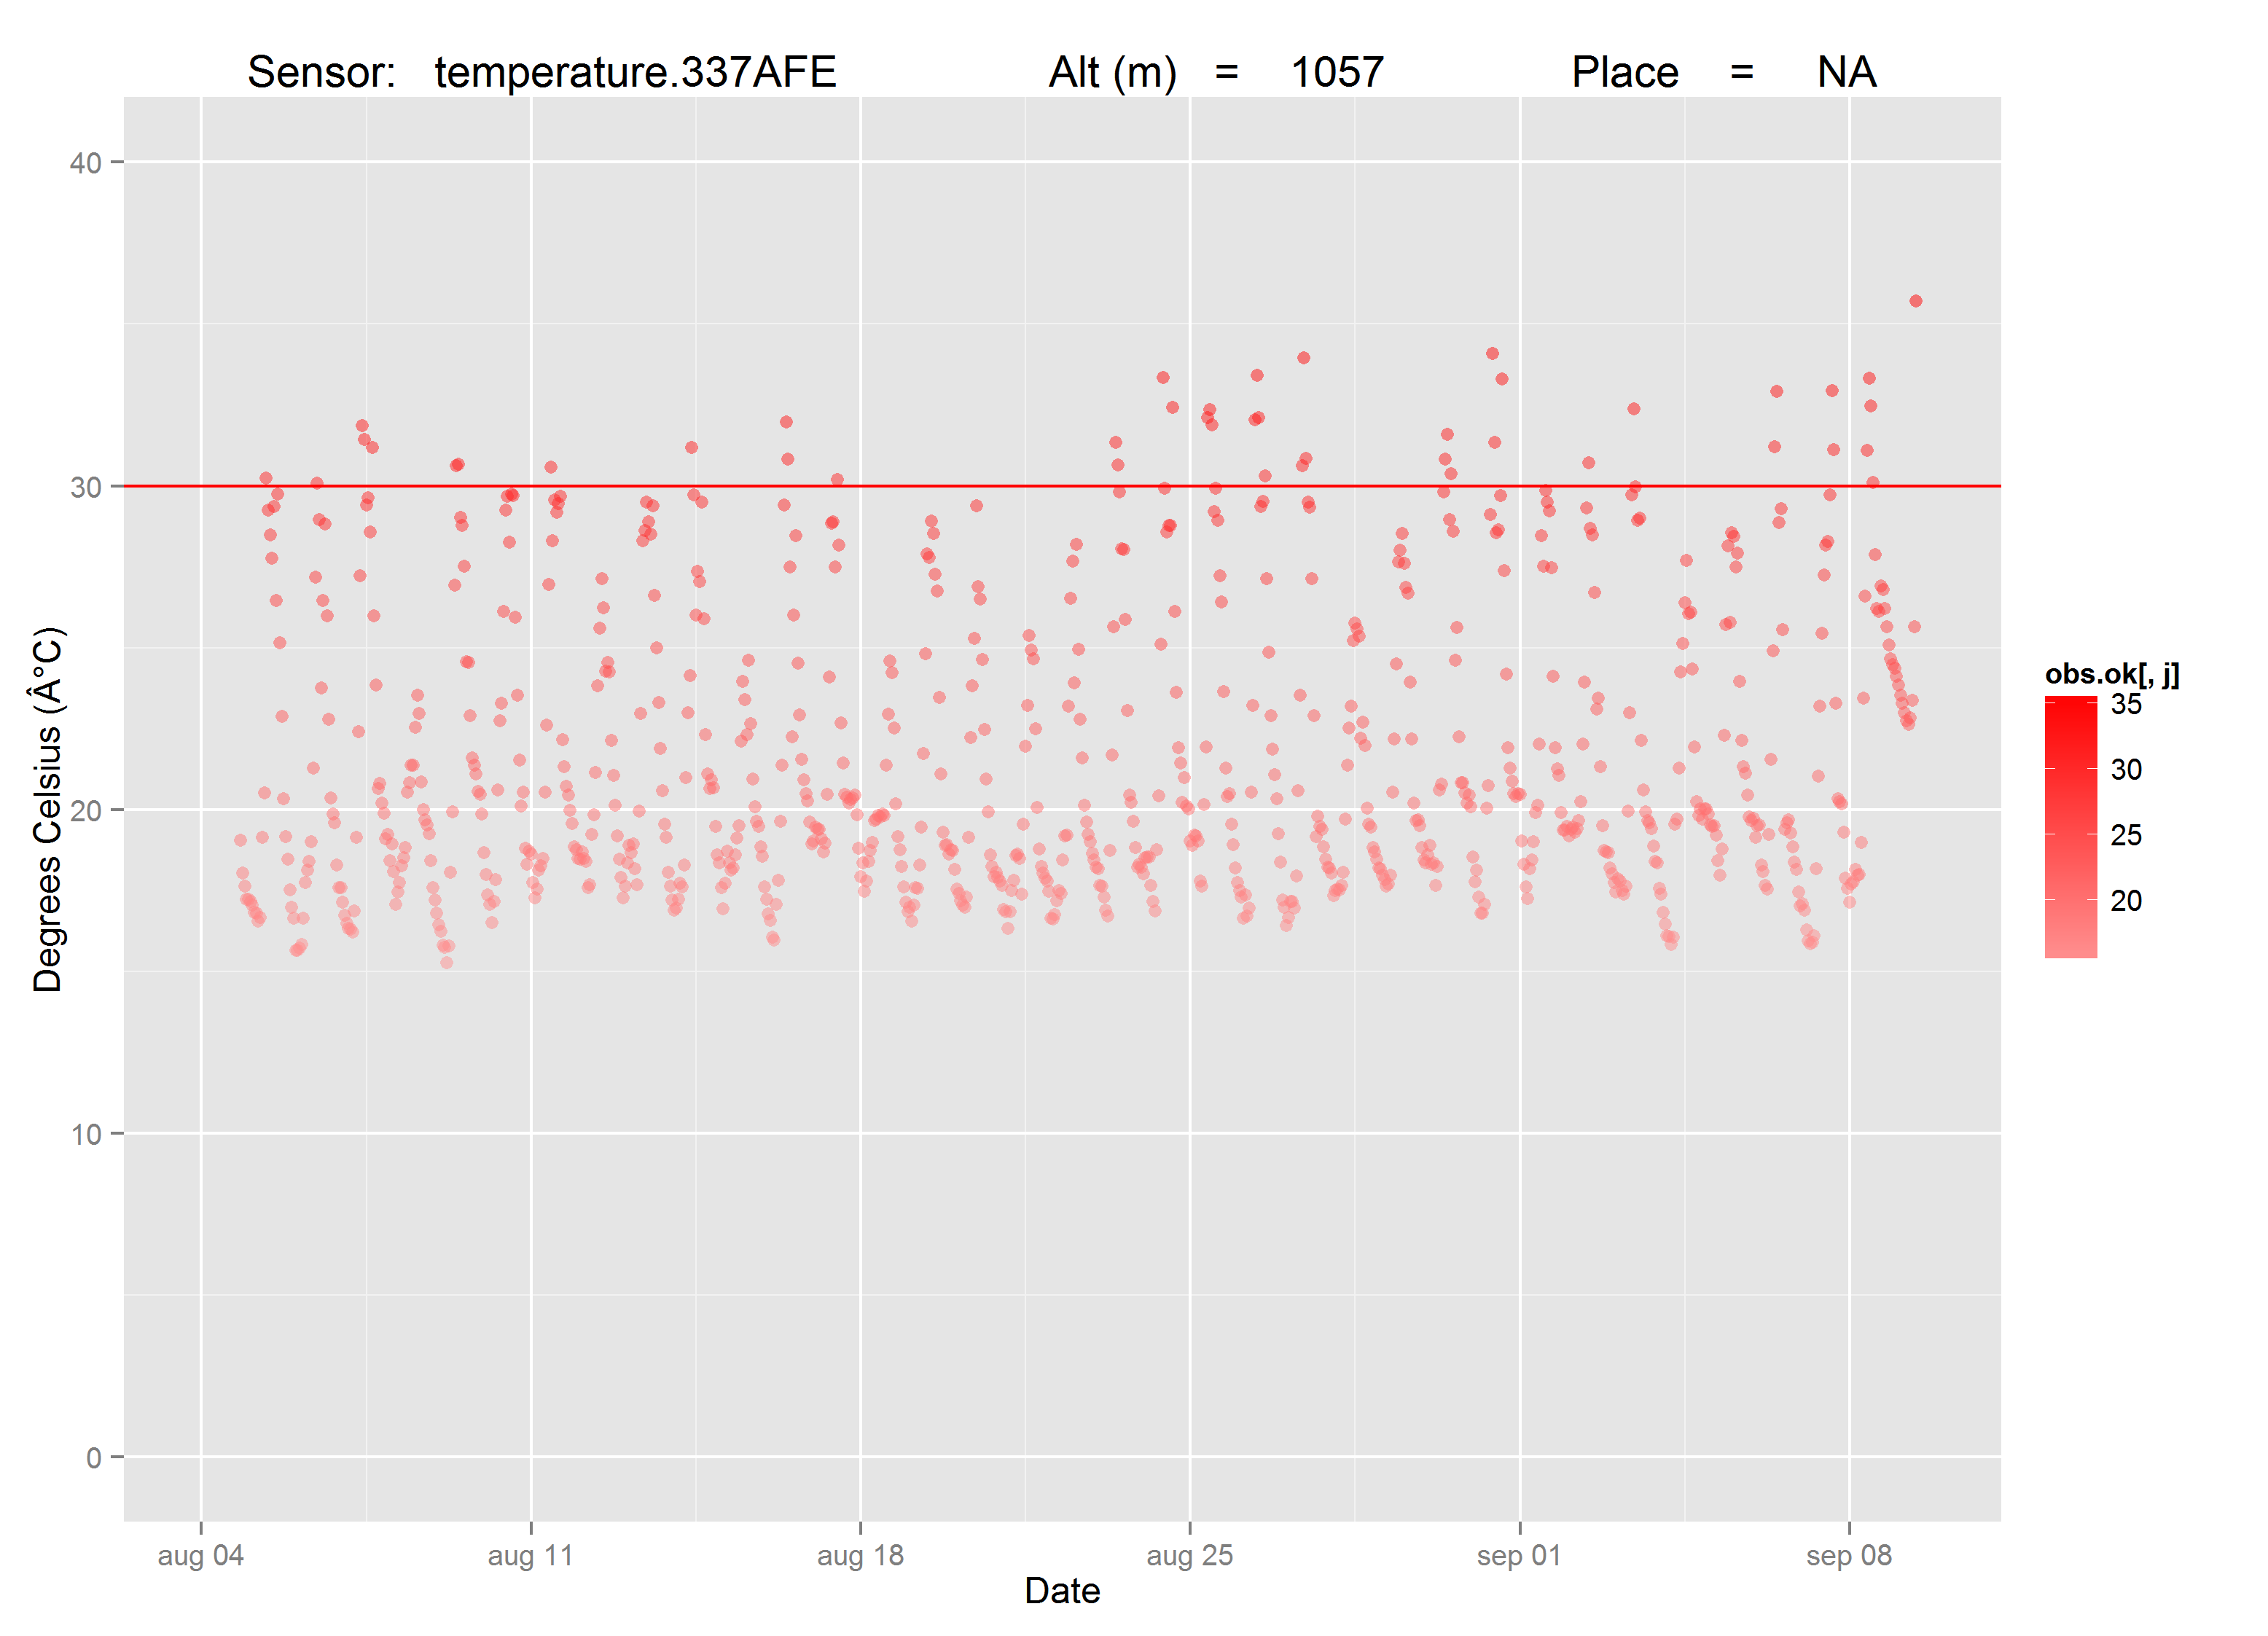 Sensor: temperature.337AFE Alt (m) = 1057 Place = NA
Degrees Celsius (Â°C)
40
30
20
10
0
aug 04 aug 11 aug 18 aug 25 sep 01 sep 08
Date
obs.ok[, j]
35
30
25
20